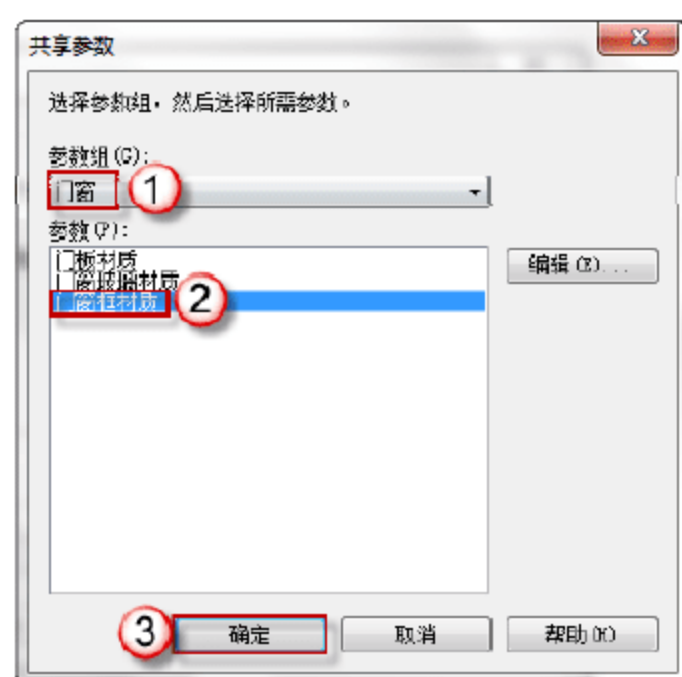 共享参数
选择参数组，然后选择所需参数。
参数组(G):
门窗 1
参数(P):
门板材质
门窗玻璃材质
门窗框材质 2
编辑(E)...
3 确定 取消 帮助(H)